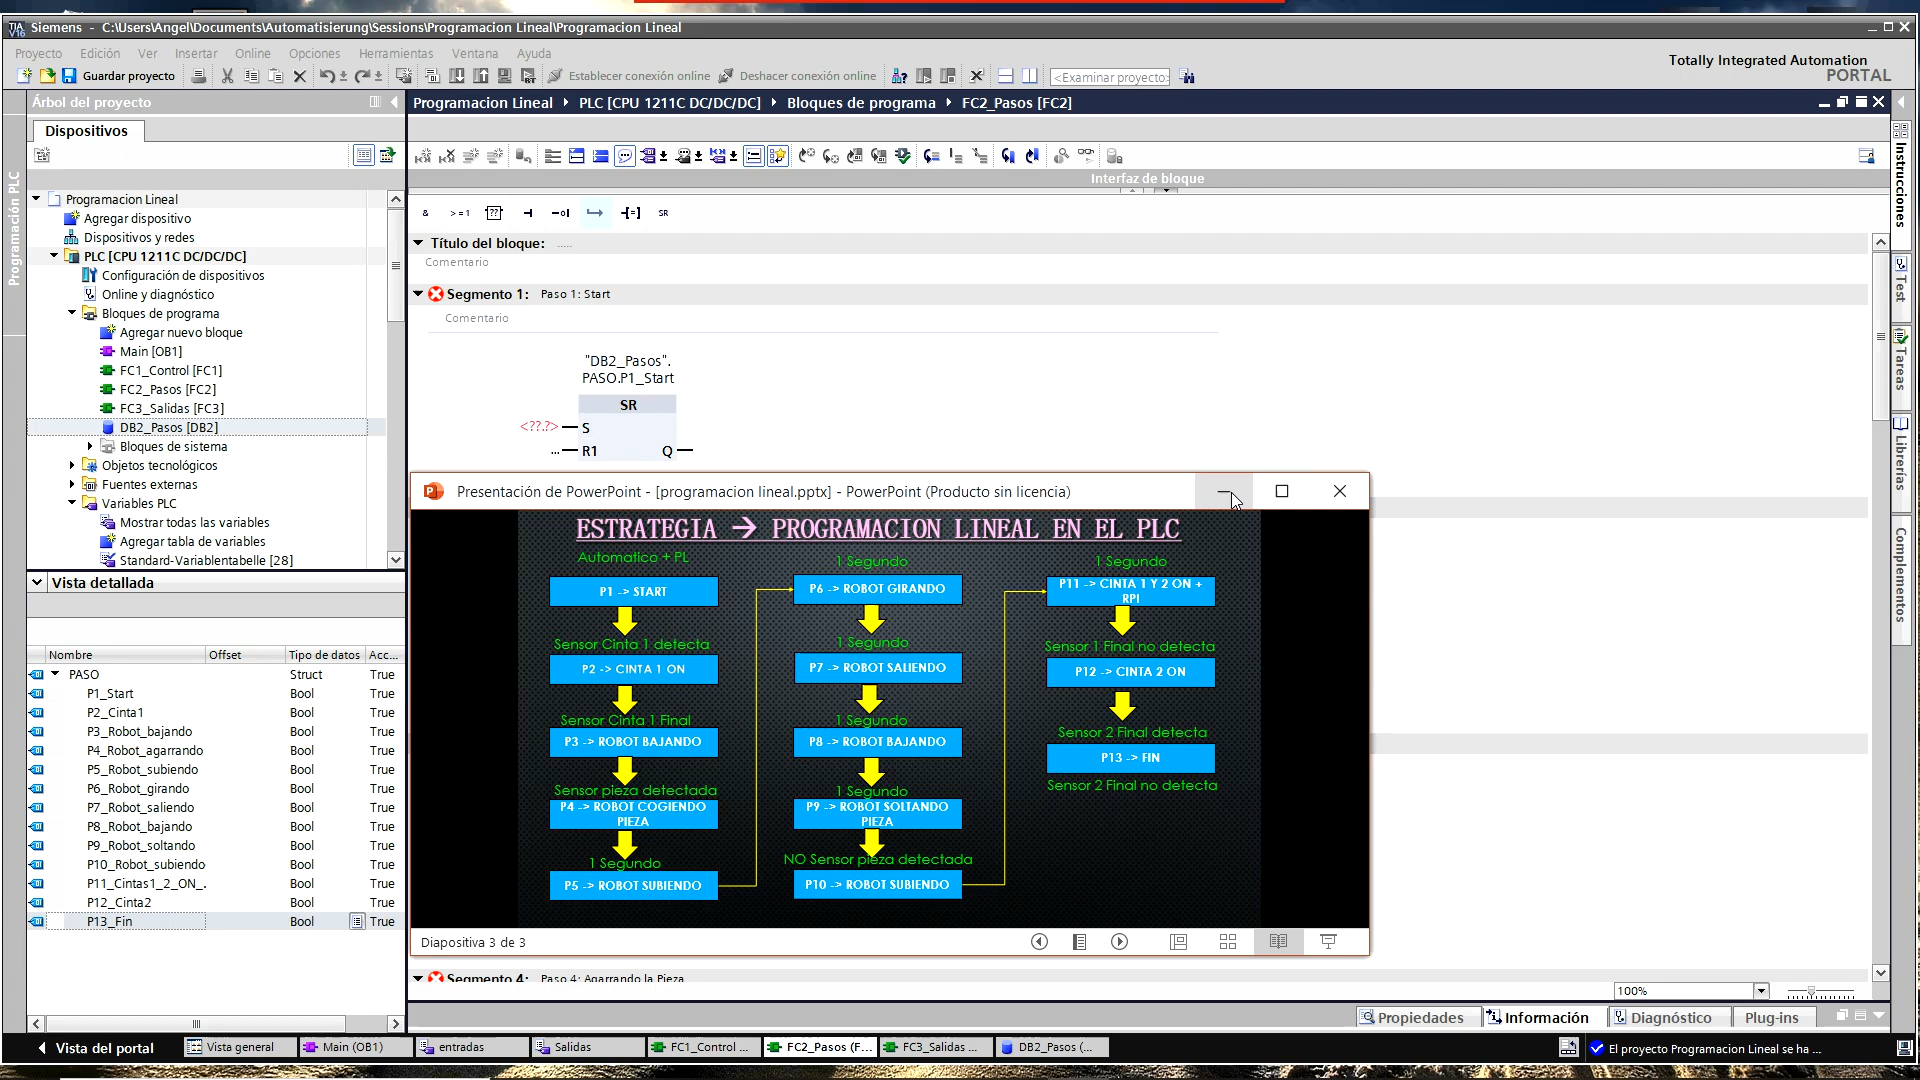 Siemens - C:\Users\Angel\Documents\Automatisierung\Sessions\Programacion Lineal\Programacion Lineal
Proyecto Edición Ver Insertar Online Opciones Herramientas Ventana Ayuda
Totally Integrated Automation
PORTAL
Guardar proyecto
Establecer conexión online
Deshacer conexión online
<Examinar proyecto>
Árbol del proyecto
Programacion Lineal PLC [CPU 1211C DC/DC/DC] Bloques de programa FC2_Pasos [FC2]
Dispositivos
Interfaz de bloque
Programación PLC
Programacion Lineal
Agregar dispositivo
Dispositivos y redes
PLC [CPU 1211C DC/DC/DC]
Configuración de dispositivos
Online y diagnóstico
Bloques de programa
Agregar nuevo bloque
Main [OB1]
FC1_Control [FC1]
FC2_Pasos [FC2]
FC3_Salidas [FC3]
DB2_Pasos [DB2]
Bloques de sistema
Objetos tecnológicos
Fuentes externas
Variables PLC
Mostrar todas las variables
Agregar tabla de variables
Standard-Variablentabelle [28]
& >=1 ?? SR
Título del bloque: .....
Comentario
Segmento 1: Paso 1: Start
Comentario
"DB2_Pasos".
PASO.P1_Start
SR
<??.?> S
... R1 Q
Vista detallada
Nombre Offset Tipo de datos Acc...
PASO Struct True
P1_Start Bool True
P2_Cinta1 Bool True
P3_Robot_bajando Bool True
P4_Robot_agarrando Bool True
P5_Robot_subiendo Bool True
P6_Robot_girando Bool True
P7_Robot_saliendo Bool True
P8_Robot_bajando Bool True
P9_Robot_soltando Bool True
P10_Robot_subiendo Bool True
P11_Cintas1_2_ON_. Bool True
P12_Cinta2 Bool True
P13_Fin Bool True
Presentación de PowerPoint - [programacion lineal.pptx] - PowerPoint (Producto sin licencia)
ESTRATEGIA → PROGRAMACION LINEAL EN EL PLC
Automatico + PL
P1 -> START
Sensor Cinta 1 detecta
P2 -> CINTA 1 ON
Sensor Cinta 1 Final
P3 -> ROBOT BAJANDO
Sensor pieza detectada
P4 -> ROBOT COGIENDO
PIEZA
1 Segundo
P5 -> ROBOT SUBIENDO
1 Segundo
P6 -> ROBOT GIRANDO
1 Segundo
P7 -> ROBOT SALIENDO
1 Segundo
P8 -> ROBOT BAJANDO
1 Segundo
P9 -> ROBOT SOLTANDO
PIEZA
NO Sensor pieza detectada
P10 -> ROBOT SUBIENDO
1 Segundo
P11 -> CINTA 1 Y 2 ON +
RPI
Sensor 1 Final no detecta
P12 -> CINTA 2 ON
Sensor 2 Final detecta
P13 -> FIN
Sensor 2 Final no detecta
Diapositiva 3 de 3
Segmento 4: Paso 4: Agarrando la Pieza
100%
Propiedades Información Diagnóstico Plug-ins
Instrucciones
Test
Tareas
Librerías
Complementos
Vista del portal
Vista general
Main (OB1)
entradas
Salidas
FC1_Control ...
FC2_Pasos (F...
FC3_Salidas ...
DB2_Pasos (...
El proyecto Programacion Lineal se ha ...